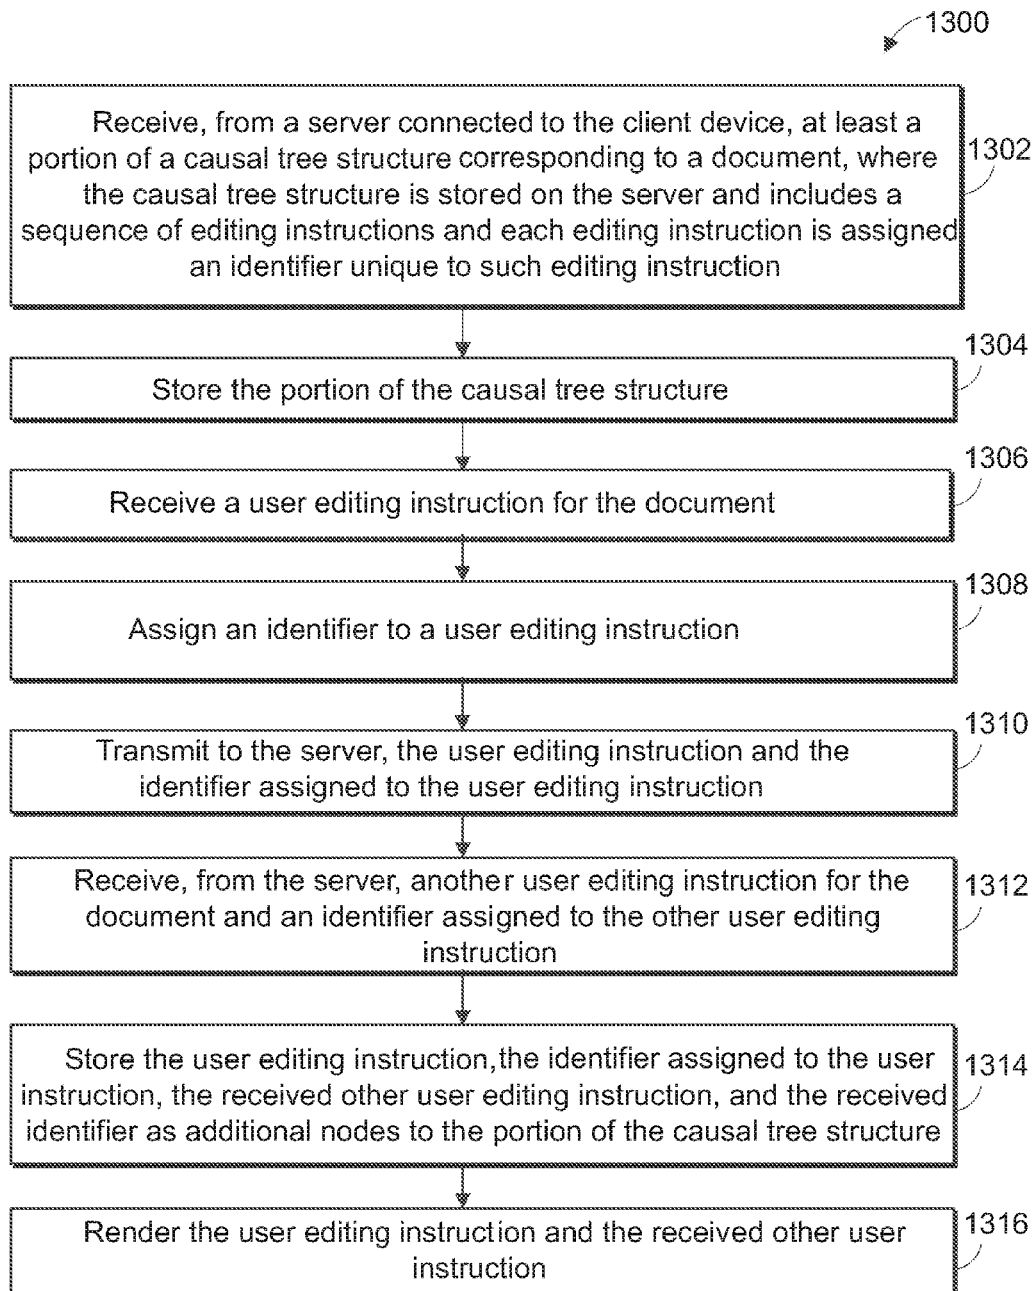 1300
Receive, from a server connected to the client device, at least a
portion of a causal tree structure corresponding to a document, where
the causal tree structure is stored on the server and includes a
sequence of editing instructions and each editing instruction is assigned
an identifier unique to such editing instruction
1302
1304
Store the portion of the causal tree structure
1306
Receive a user editing instruction for the document
1308
Assign an identifier to a user editing instruction
1310
Transmit to the server, the user editing instruction and the
identifier assigned to the user editing instruction
Receive, from the server, another user editing instruction for the
document and an identifier assigned to the other user editing
instruction
1312
Store the user editing instruction, the identifier assigned to the user
instruction, the received other user editing instruction, and the received
identifier as additional nodes to the portion of the causal tree structure
1314
Render the user editing instruction and the received other user
instruction
1316